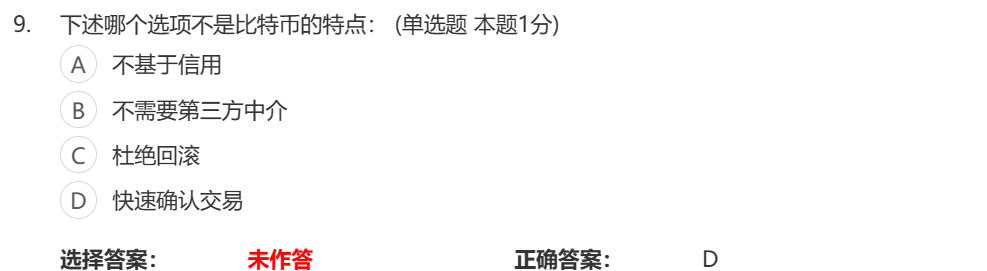 9. 下述哪个选项不是比特币的特点： (单选题 本题1分)
A 不基于信用
B 不需要第三方中介
C 杜绝回滚
D 快速确认交易
选择答案： 未作答 正确答案： D